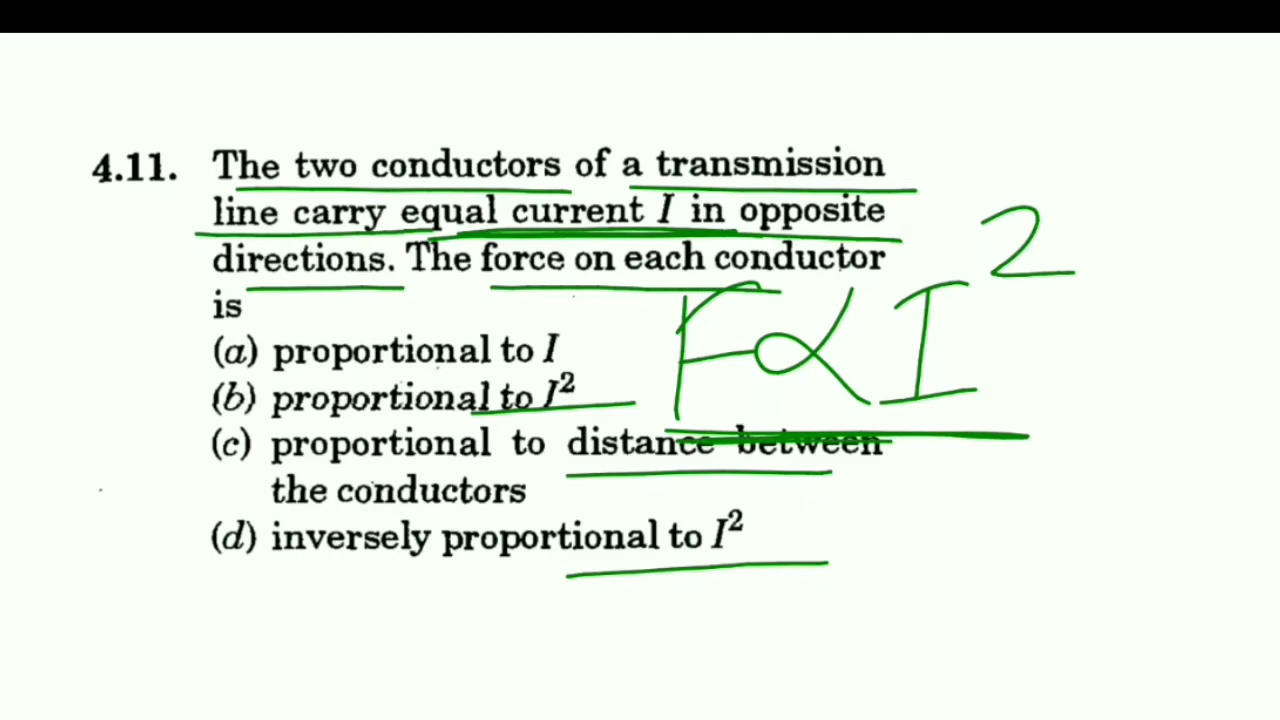 4.11. The two conductors of a transmission
line carry equal current I in opposite
directions. The force on each conductor
is
(a) proportional to I
(b) proportional to I²
(c) proportional to distance between
the conductors
(d) inversely proportional to I²
F∝I²